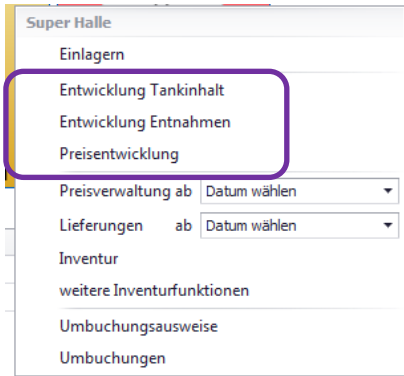 Super Halle
Einlagern
Entwicklung Tankinhalt
Entwicklung Entnahmen
Preisentwicklung
Preisverwaltung ab Datum wählen
Lieferungen ab Datum wählen
Inventur
weitere Inventurfunktionen
Umbuchungsausweise
Umbuchungen